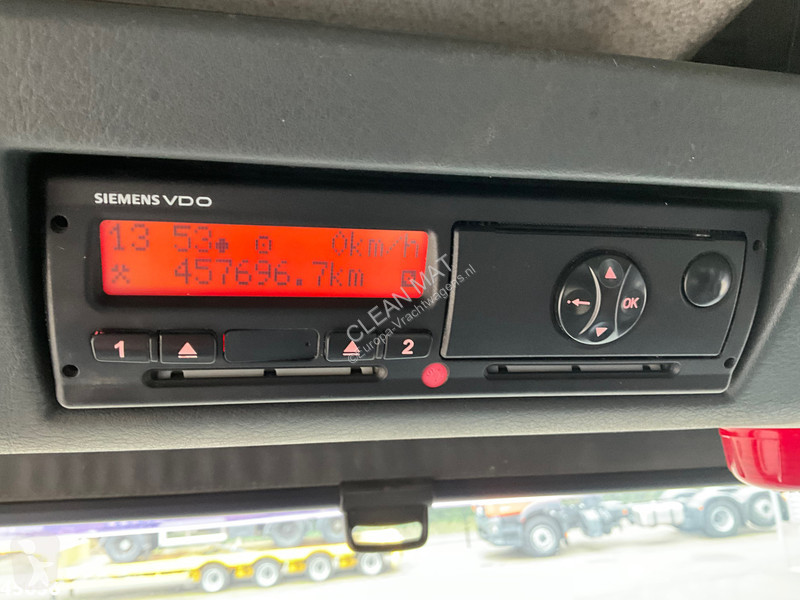 SIEMENS VDO
13 53 0km/h
457696.7km
1 2
OK
CLEAN MAT
©Europa-Vrachtwagens.nl